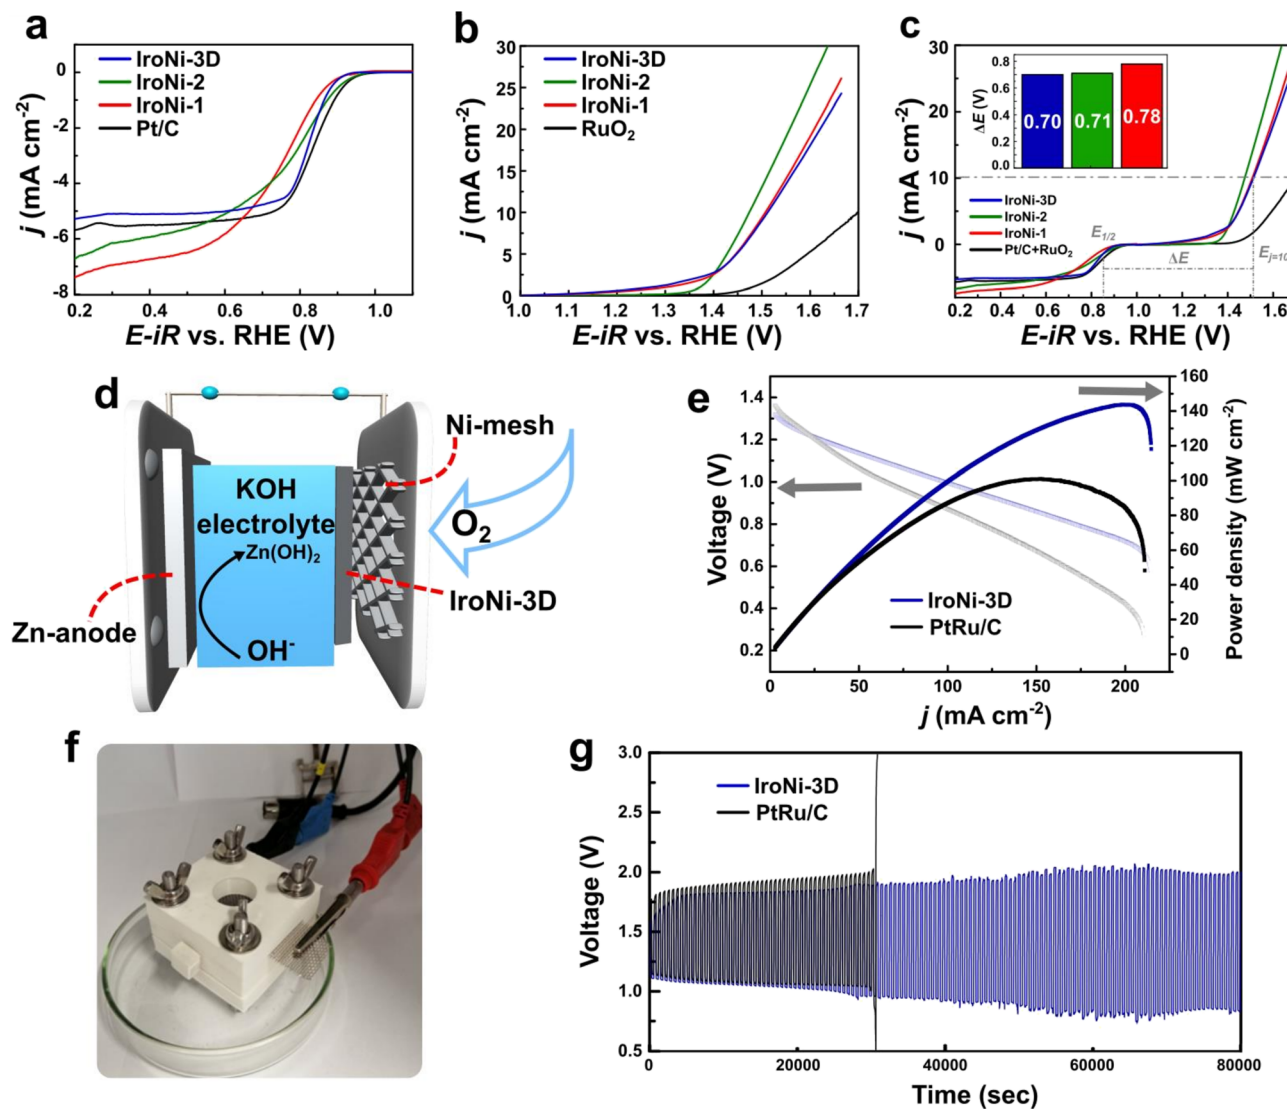 a
IroNi-3D
IroNi-2
IroNi-1
Pt/C
j (mA cm-2)
0
-2
-4
-6
-8
0.2
0.4
0.6
0.8
1.0
E-iR vs. RHE (V)
b
IroNi-3D
IroNi-2
IroNi-1
RuO2
j (mA cm-2)
30
25
20
15
10
5
0
1.0
1.1
1.2
1.3
1.4
1.5
1.6
1.7
E-iR vs. RHE (V)
c
ΔE (V)
0.8
0.6
0.4
0.2
0.0
0.70
0.71
0.78
IroNi-3D
IroNi-2
IroNi-1
Pt/C+RuO2
E1/2
ΔE
Ej=10
j (mA cm-2)
30
20
10
0
0.2
0.4
0.6
0.8
1.0
1.2
1.4
1.6
E-iR vs. RHE (V)
d
Ni-mesh
KOH
electrolyte
Zn(OH)2
O2
IroNi-3D
Zn-anode
OH-
e
Voltage (V)
1.4
1.2
1.0
0.8
0.6
0.4
0.2
IroNi-3D
PtRu/C
160
140
120
100
80
60
40
20
0
Power density (mW cm-2)
0
50
100
150
200
j (mA cm-2)
f
g
IroNi-3D
PtRu/C
Voltage (V)
3.0
2.5
2.0
1.5
1.0
0.5
0
20000
40000
60000
80000
Time (sec)